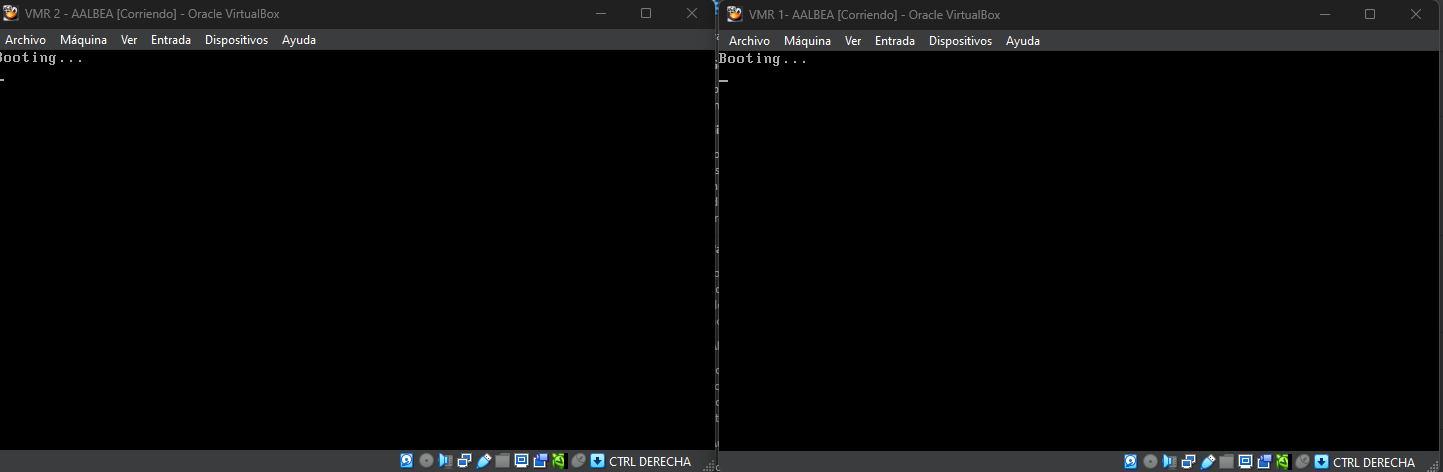 VMR 2 - AALBEA [Corriendo] - Oracle VirtualBox
Archivo Máquina Ver Entrada Dispositivos Ayuda
Booting...
CTRL DERECHA
VMR 1- AALBEA [Corriendo] - Oracle VirtualBox
Archivo Máquina Ver Entrada Dispositivos Ayuda
Booting...
CTRL DERECHA